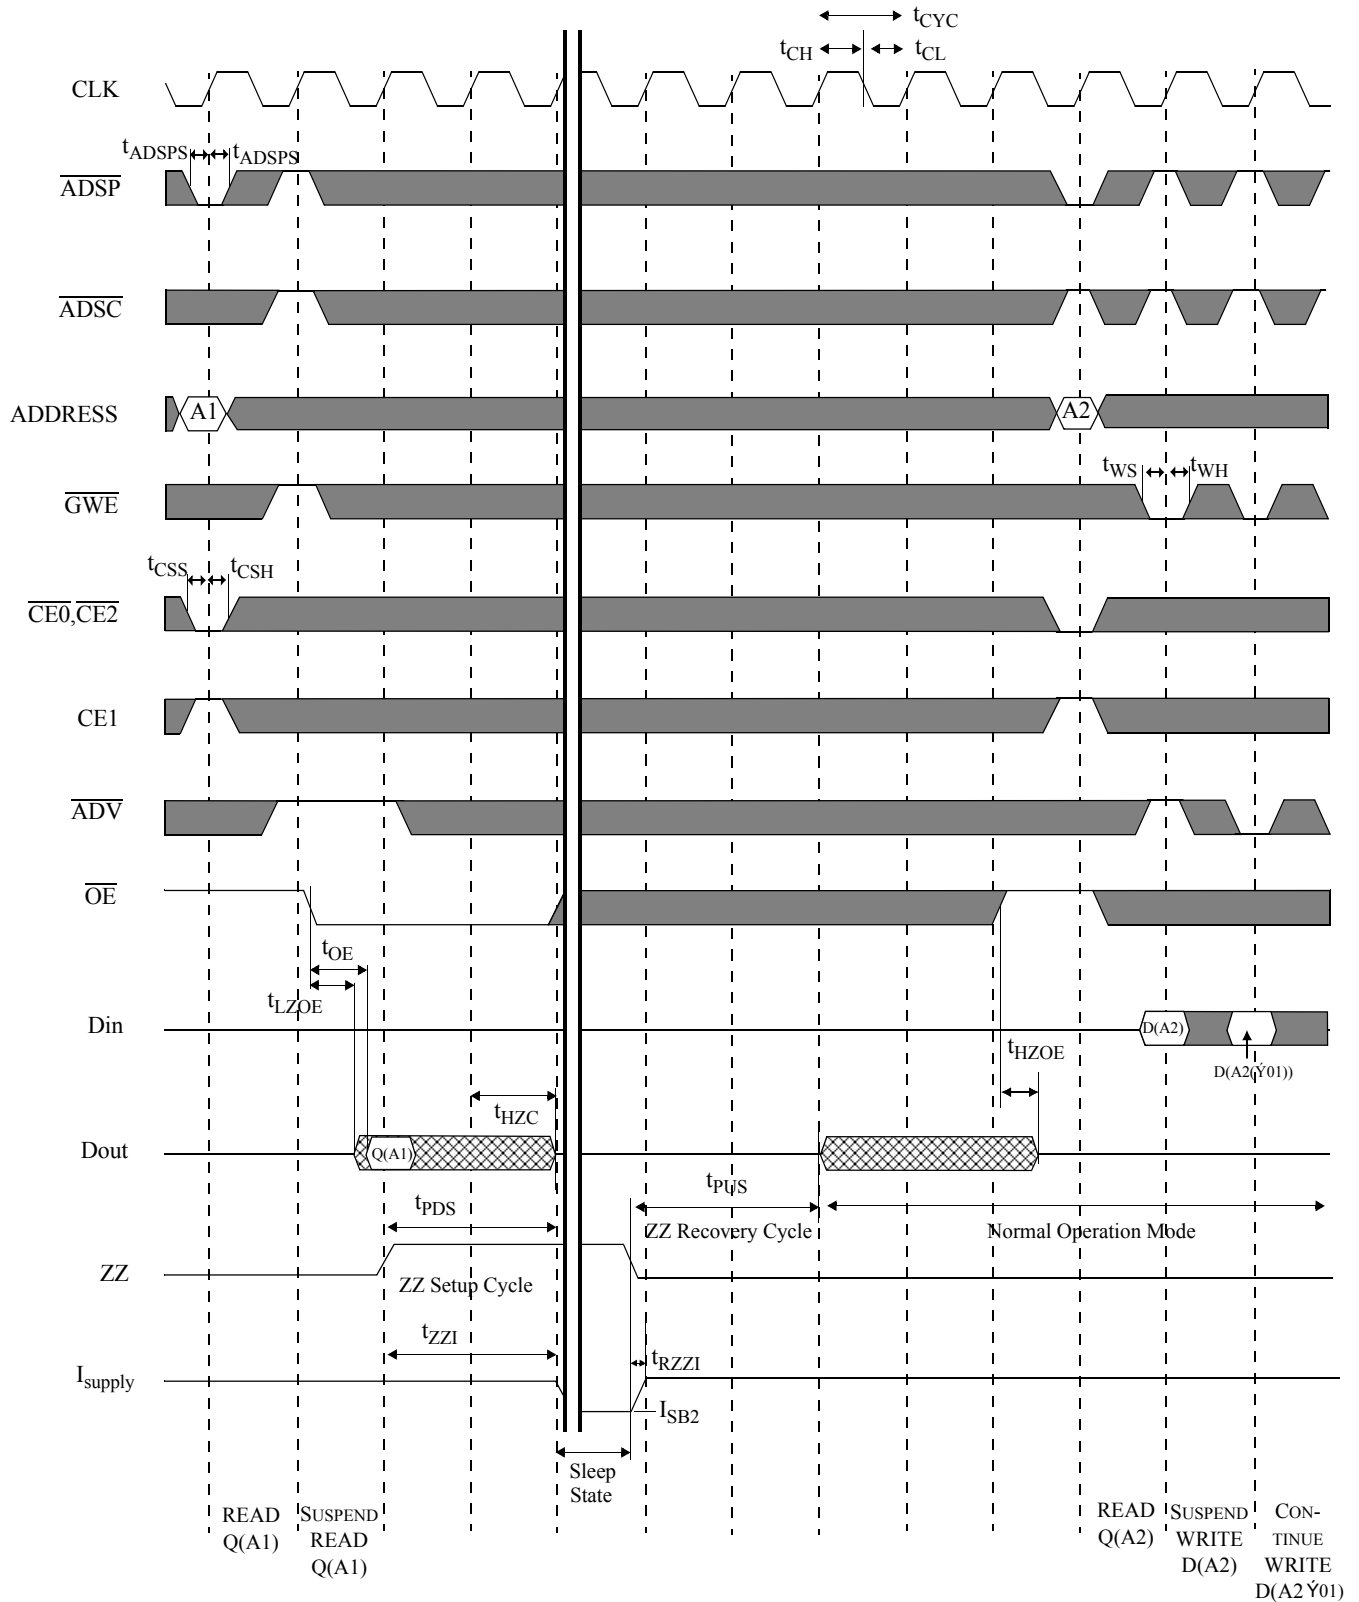 tCYC
tCH
tCL
CLK
tADSPS
tADSPS
ADSP
ADSC
ADDRESS
A1
A2
tWS
tWH
GWE
tCSS
tCSH
CE0,CE2
CE1
ADV
OE
tOE
tLZOE
Din
D(A2)
tHZOE
D(A2(Ý01))
tHZC
Dout
Q(A1)
tPUS
tPDS
ZZ Recovery Cycle
Normal Operation Mode
ZZ
ZZ Setup Cycle
tZZI
tRZZI
Isupply
ISB2
Sleep
State
READ
Q(A1)
SUSPEND
READ
Q(A1)
READ
Q(A2)
SUSPEND
WRITE
D(A2)
CON-
TINUE
WRITE
D(A2Ý01)